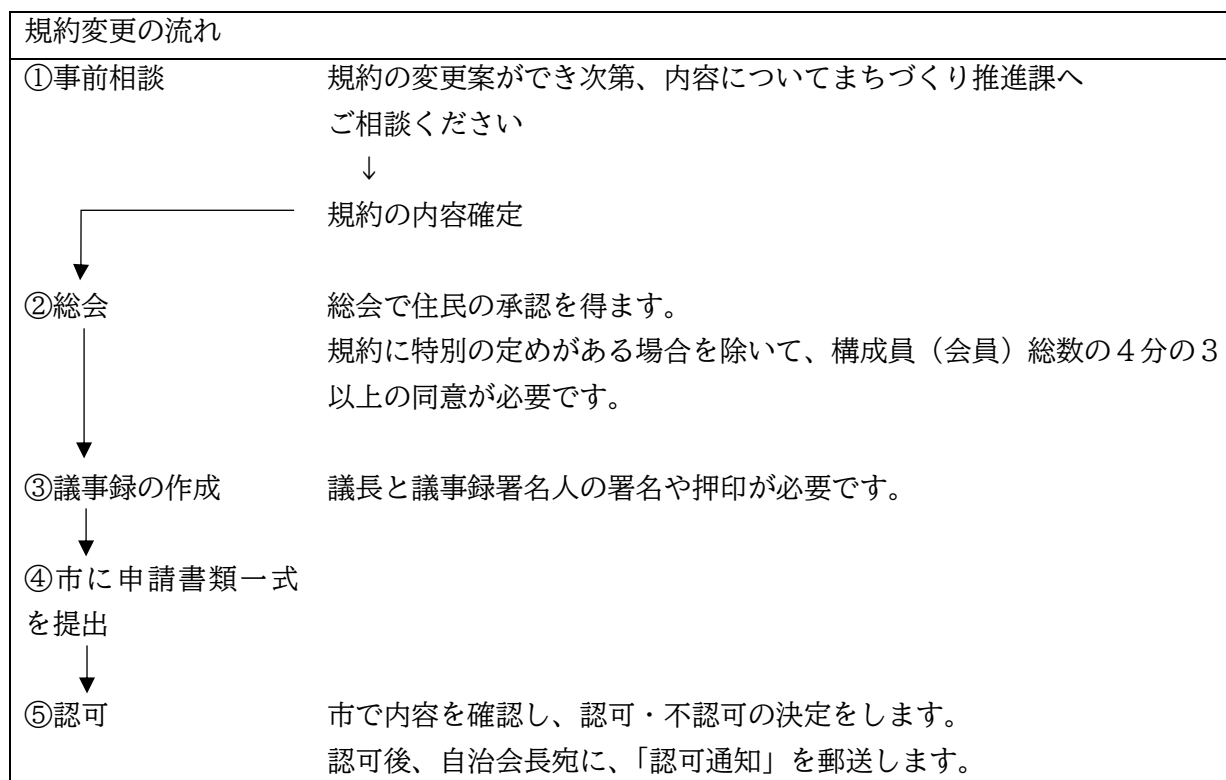 規約変更の流れ
①事前相談 規約の変更案ができ次第、内容についてまちづくり推進課へ
ご相談ください
↓
規約の内容確定
②総会 総会で住民の承認を得ます。
規約に特別の定めがある場合を除いて、構成員（会員）総数の４分の３
以上の同意が必要です。
③議事録の作成 議長と議事録署名人の署名や押印が必要です。
④市に申請書類一式
を提出
⑤認可 市で内容を確認し、認可・不認可の決定をします。
認可後、自治会長宛に、「認可通知」を郵送します。